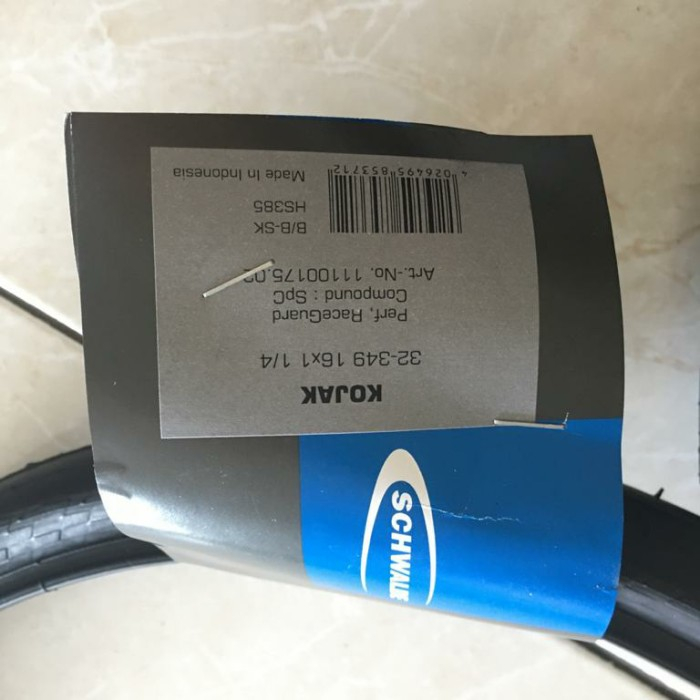 KOJAK
32-349 16x1 1/4
Perf, RaceGuard
Compound : SpC
Art.-No. 11100175.02
B/B-SK
HS385
Made In Indonesia
4 026495 853712
SCHWALBE